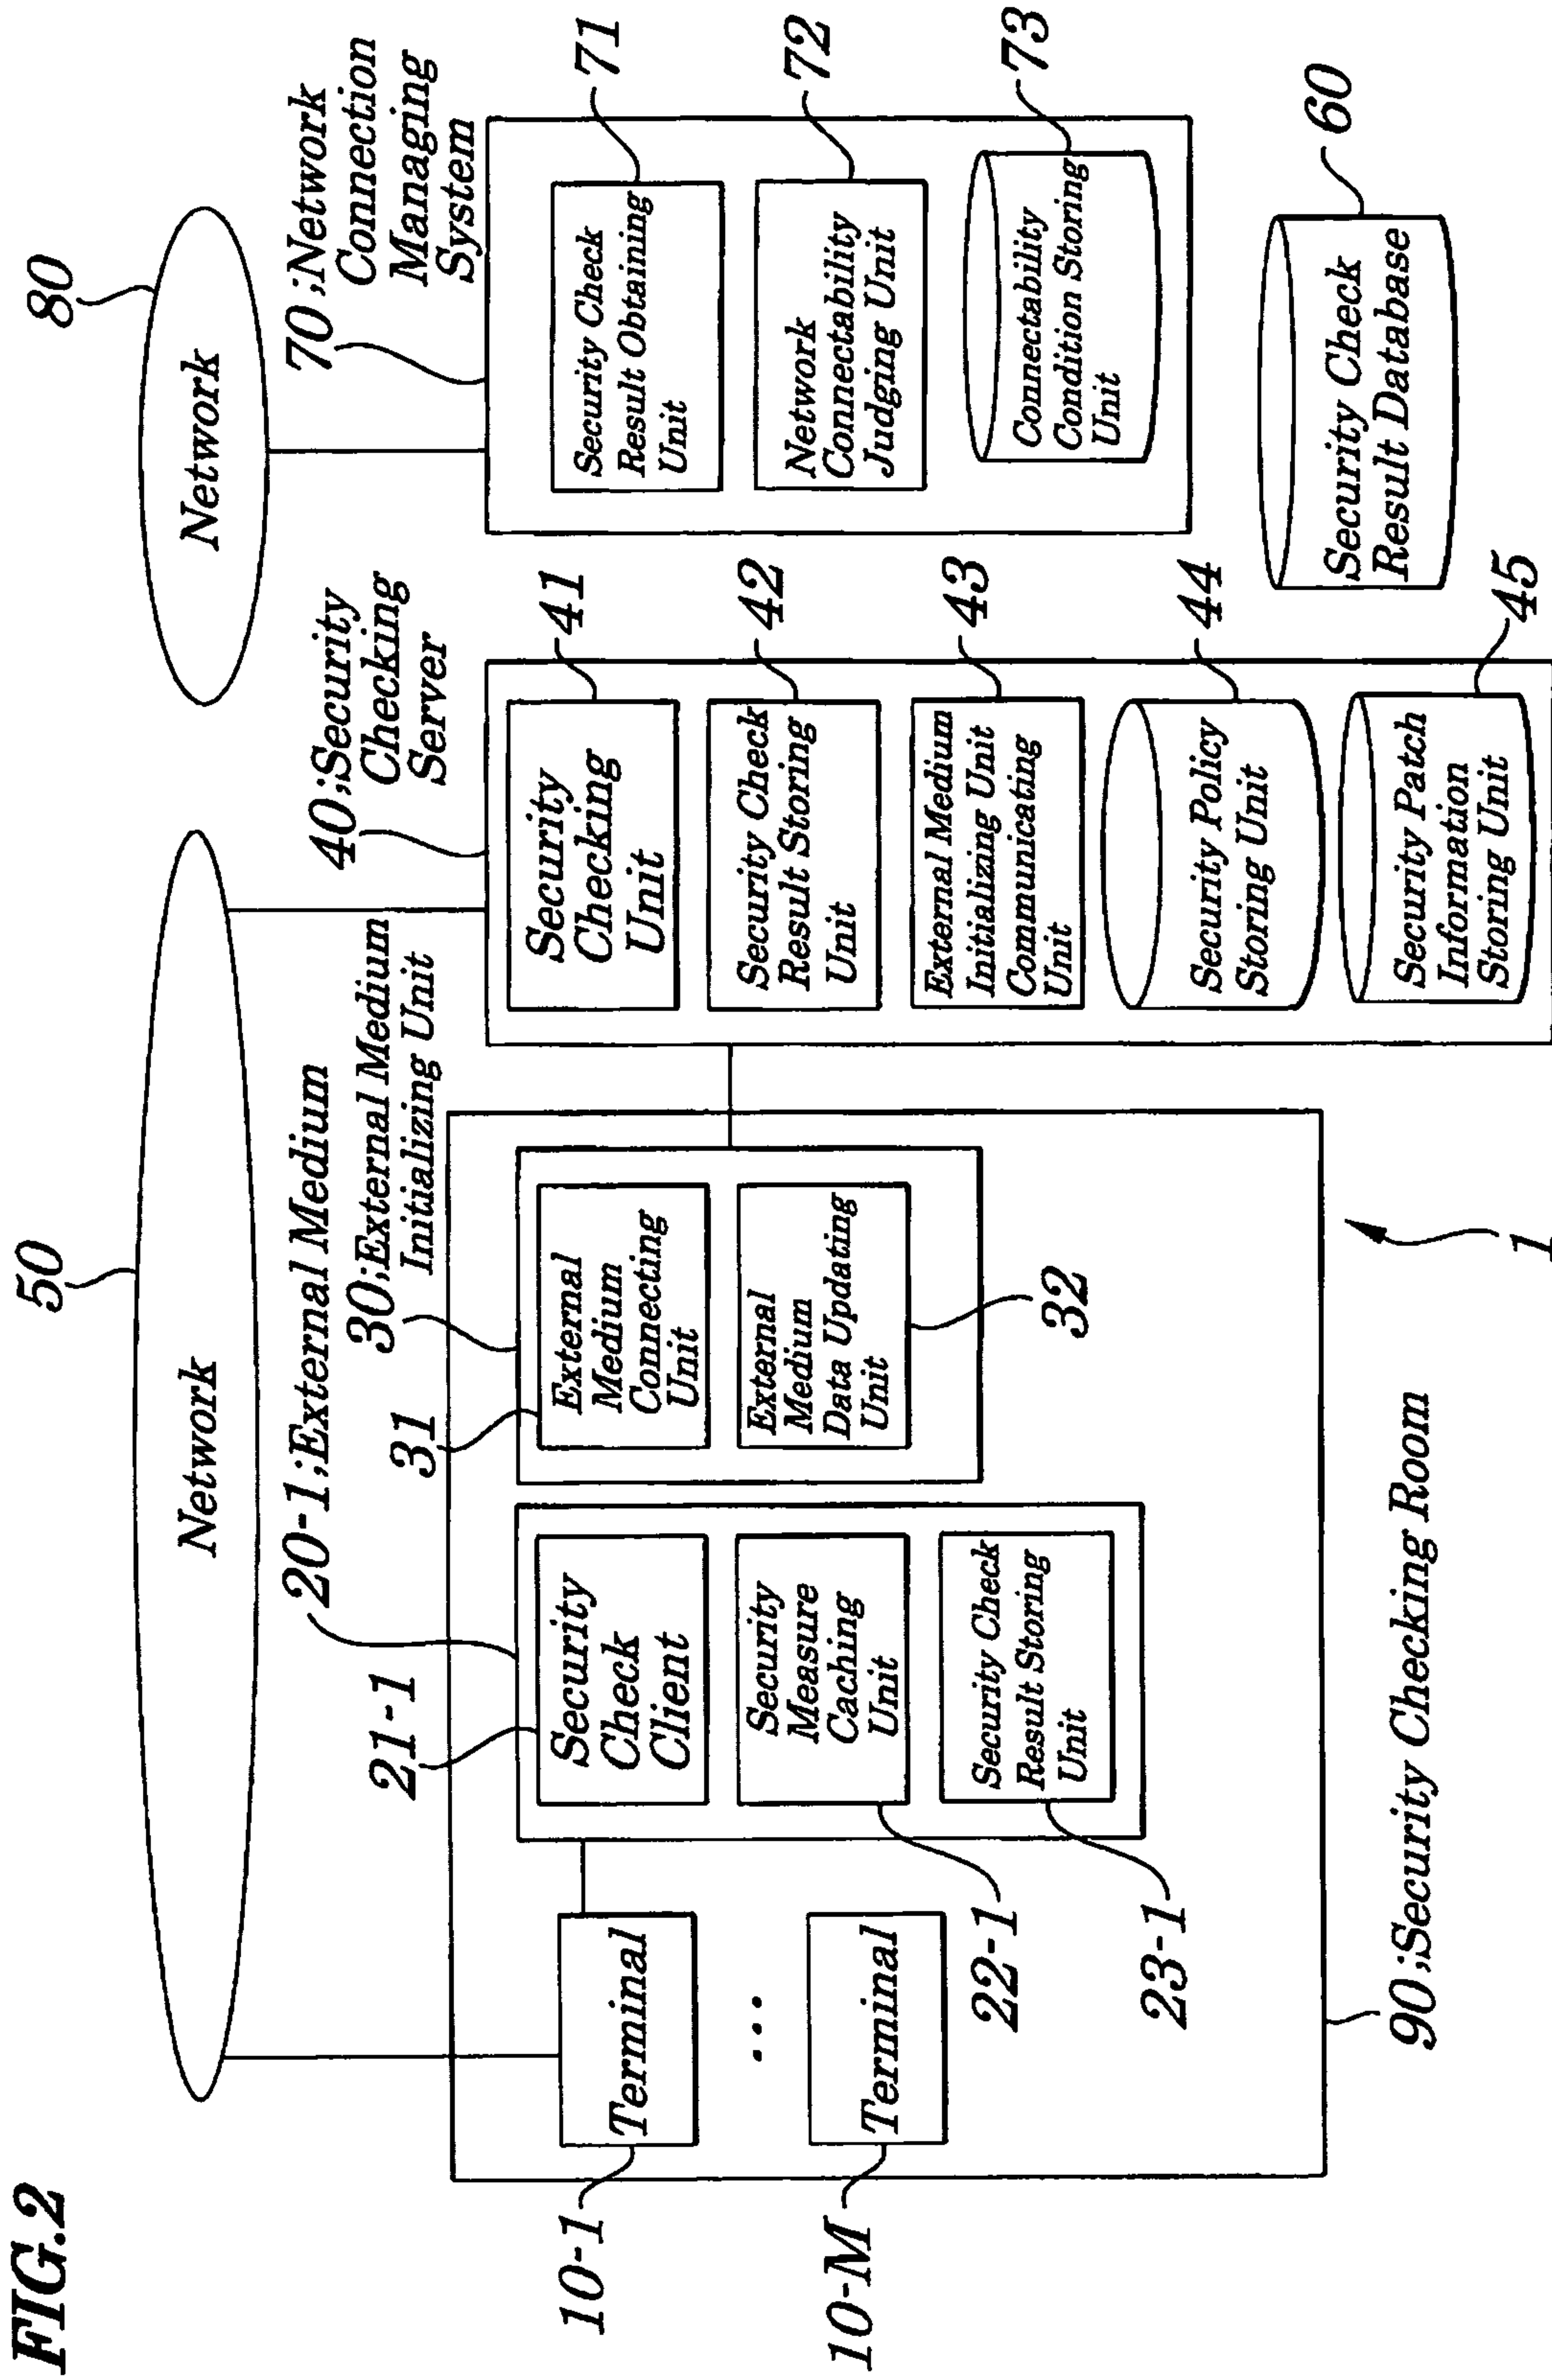 FIG.2
50
80
Network
Network
20-1;External Medium
30;External Medium
Initializing Unit
40;Security
Checking
Server
70;Network
Connection
Managing
System
21-1
31
10-1
Terminal
...
10-M
Terminal
Security
Check
Client
Security
Measure
Caching
Unit
22-1
Security Check
Result Storing
Unit
23-1
External
Medium
Connecting
Unit
External
Medium
Data Updating
Unit
32
Security
Checking
Unit
41
Security Check
Result Storing
Unit
42
External Medium
Initializing Unit
Communicating
Unit
43
Security Policy
Storing Unit
44
Security Patch
Information
Storing Unit
45
Security Check
Result Obtaining
Unit
71
Network
Connectability
Judging Unit
72
Connectability
Condition Storing
Unit
73
Security Check
Result Database
60
90;Security Checking Room
1